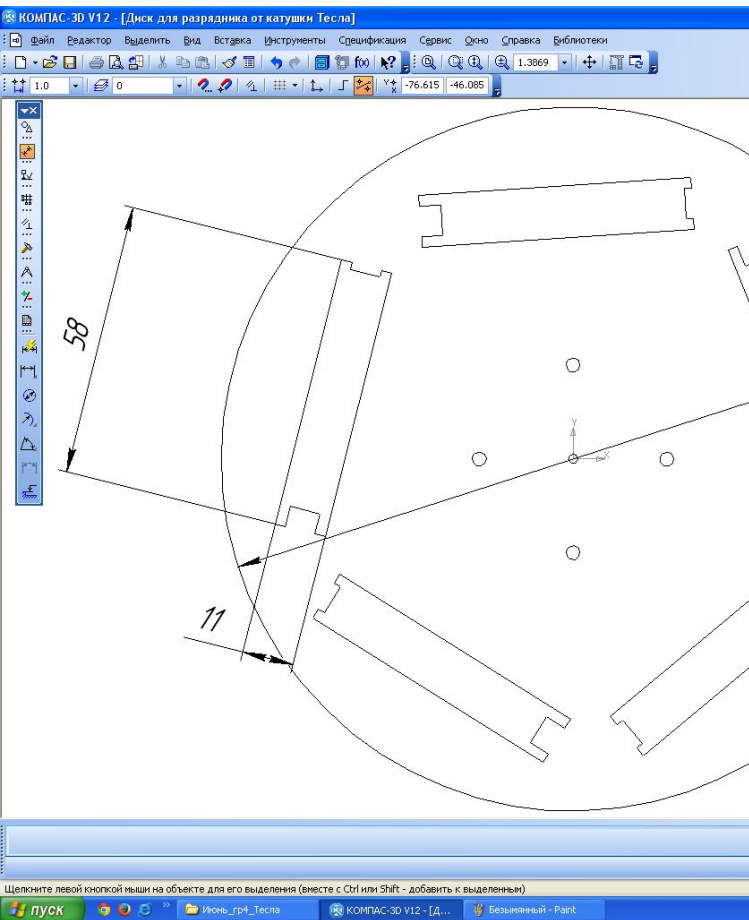 КОМПАС-3D V12 - [Диск для разрядника от катушки Тесла]
Файл Редактор Выделить Вид Вставка Инструменты Спецификация Сервис Окно Справка Библиотеки
f(x) 1.3869
1.0 0 -76.615 -46.085
58
Y
X
11
Щелкните левой кнопкой мыши на объекте для его выделения (вместе с Ctrl или Shift - добавить к выделенным)
пуск » Июнь_гр4_Тесла КОМПАС-3D V12 - [Д... Безымянный - Paint